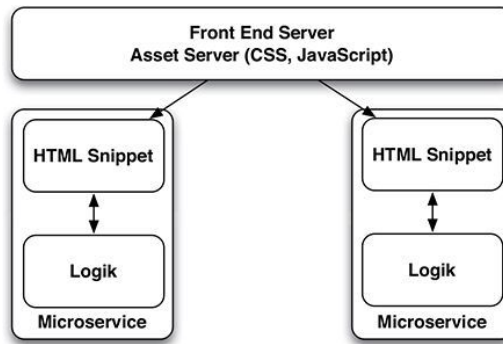 Front End Server
Asset Server (CSS, JavaScript)
HTML Snippet
HTML Snippet
Logik
Logik
Microservice
Microservice